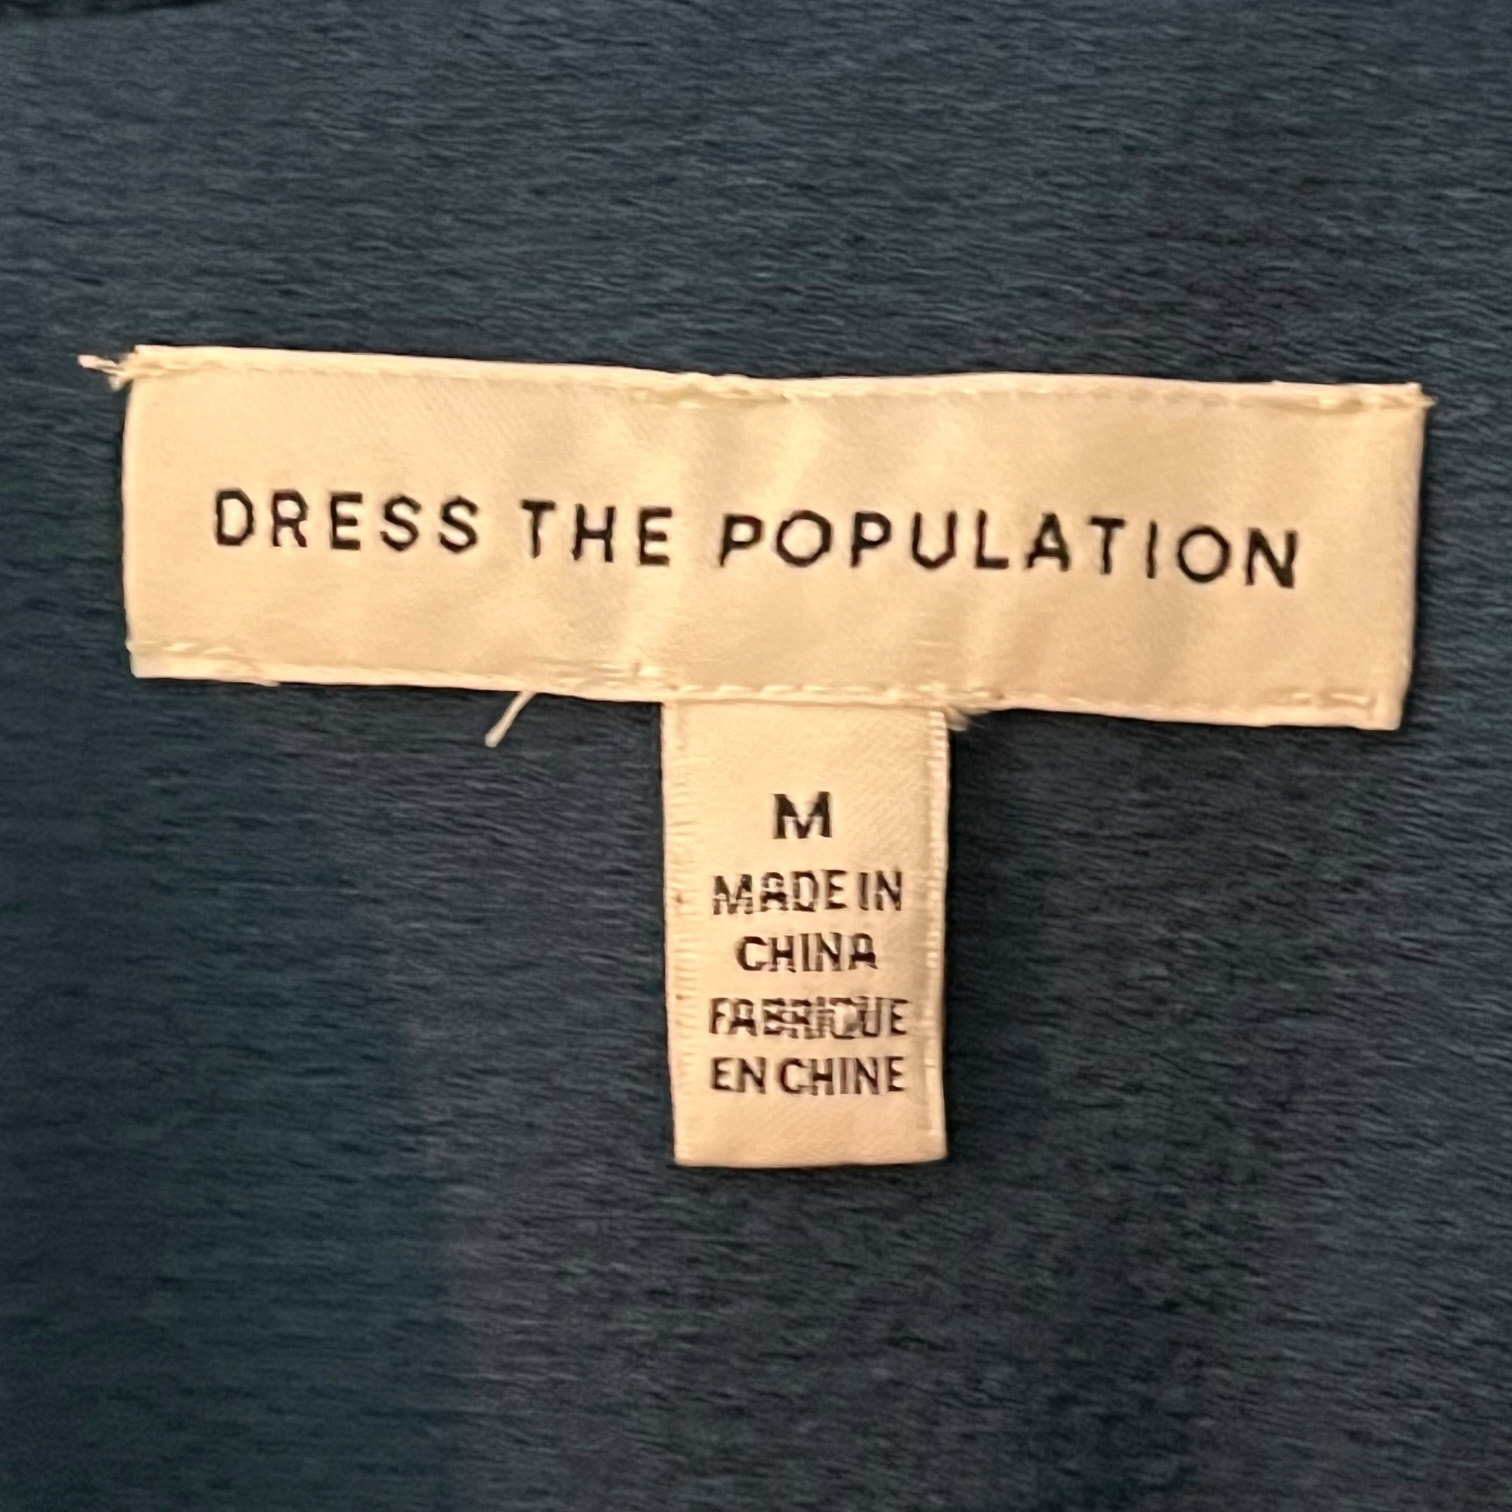 DRESS THE POPULATION
M
MADE IN
CHINA
FABRIQUE
EN CHINE